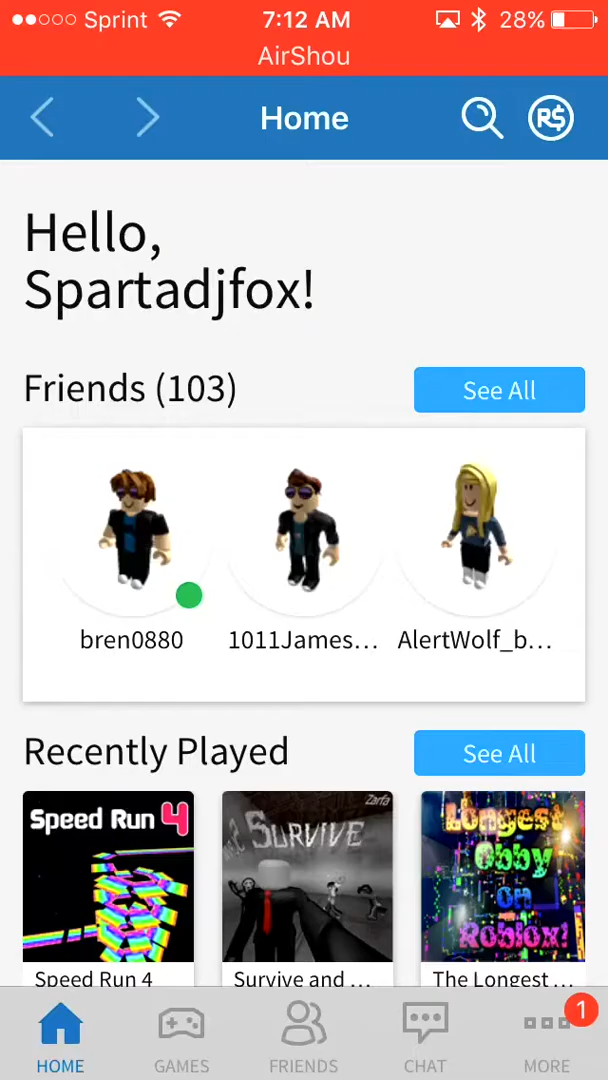 Sprint 7:12 AM 28%
AirShou
Home R$
Hello,
Spartadjfox!
Friends (103) See All
bren0880 1011James... AlertWolf_b...
Recently Played See All
Speed Run 4
Zarfa
SURVIVE
Longest
Obby
on
Roblox!
Speed Run 4 Survive and ... The Longest ...
1
HOME GAMES FRIENDS CHAT MORE